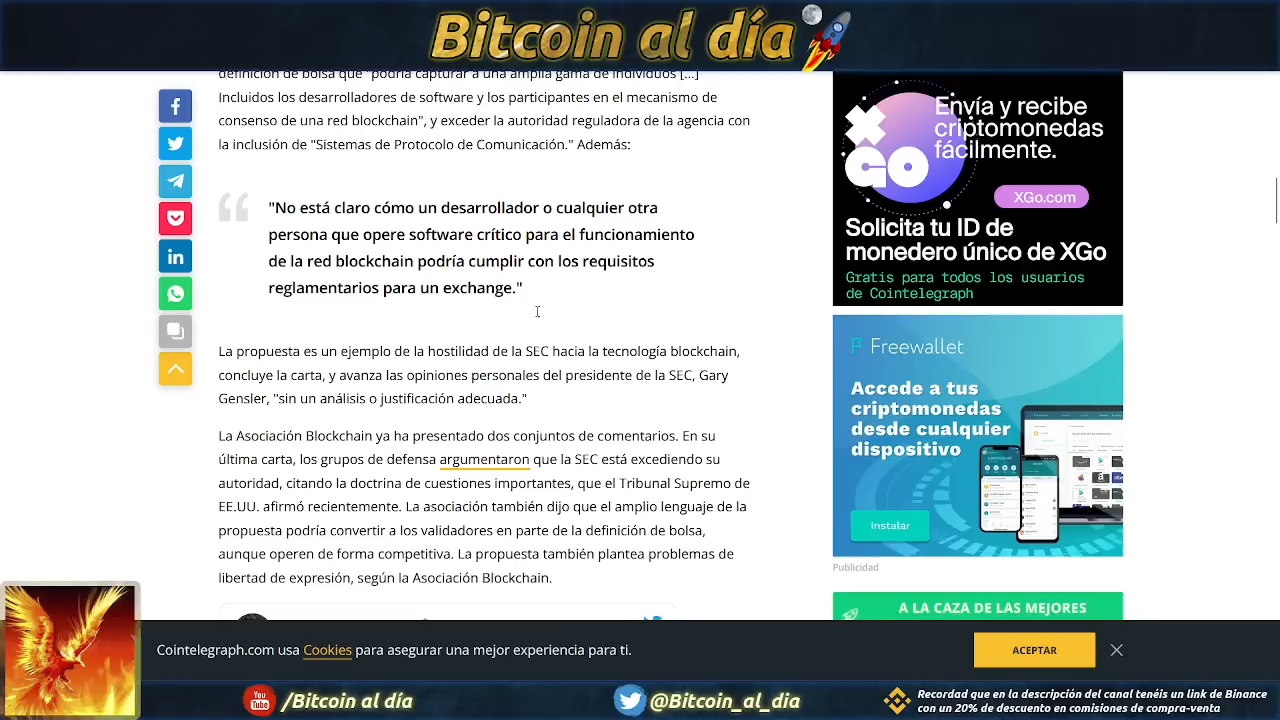 Bitcoin al día
definición de bolsa que "podría capturar a una amplia gama de individuos [...]
Incluidos los desarrolladores de software y los participantes en el mecanismo de
consenso de una red blockchain", y exceder la autoridad reguladora de la agencia con
la inclusión de "Sistemas de Protocolo de Comunicación." Además:
"No está claro cómo un desarrollador o cualquier otra
persona que opere software crítico para el funcionamiento
de la red blockchain podría cumplir con los requisitos
reglamentarios para un exchange."
La propuesta es un ejemplo de la hostilidad de la SEC hacia la tecnología blockchain,
concluye la carta, y avanza las opiniones personales del presidente de la SEC, Gary
Gensler, "sin un análisis o justificación adecuada."
La Asociación Blockchain presentado dos conjuntos de comentarios. En su
última carta, los argumentaron que la SEC está excediendo su
autoridad, citando la doctrina de cuestiones importantes, que el Tribunal Supremo de
EE.UU. afirmó recientemente. La asociación también dijo que el amplio lenguaje de la
propuesta podría convertir a los validadores en parte de la definición de bolsa,
aunque operen de forma competitiva. La propuesta también plantea problemas de
libertad de expresión, según la Asociación Blockchain.
X
GO
Envía y recibe
criptomonedas
fácilmente.
XGo.com
Solicita tu ID de
monedero único de XGo
Gratis para todos los usuarios
de Cointelegraph
Freewallet
Accede a tus
criptomonedas
desde cualquier
dispositivo
Instalar
Publicidad
A LA CAZA DE LAS MEJORES
Cointelegraph.com usa Cookies para asegurar una mejor experiencia para ti.
ACEPTAR
You Tube /Bitcoin al día
@Bitcoin_al_dia
Recordad que en la descripción del canal tenéis un link de Binance
con un 20% de descuento en comisiones de compra-venta